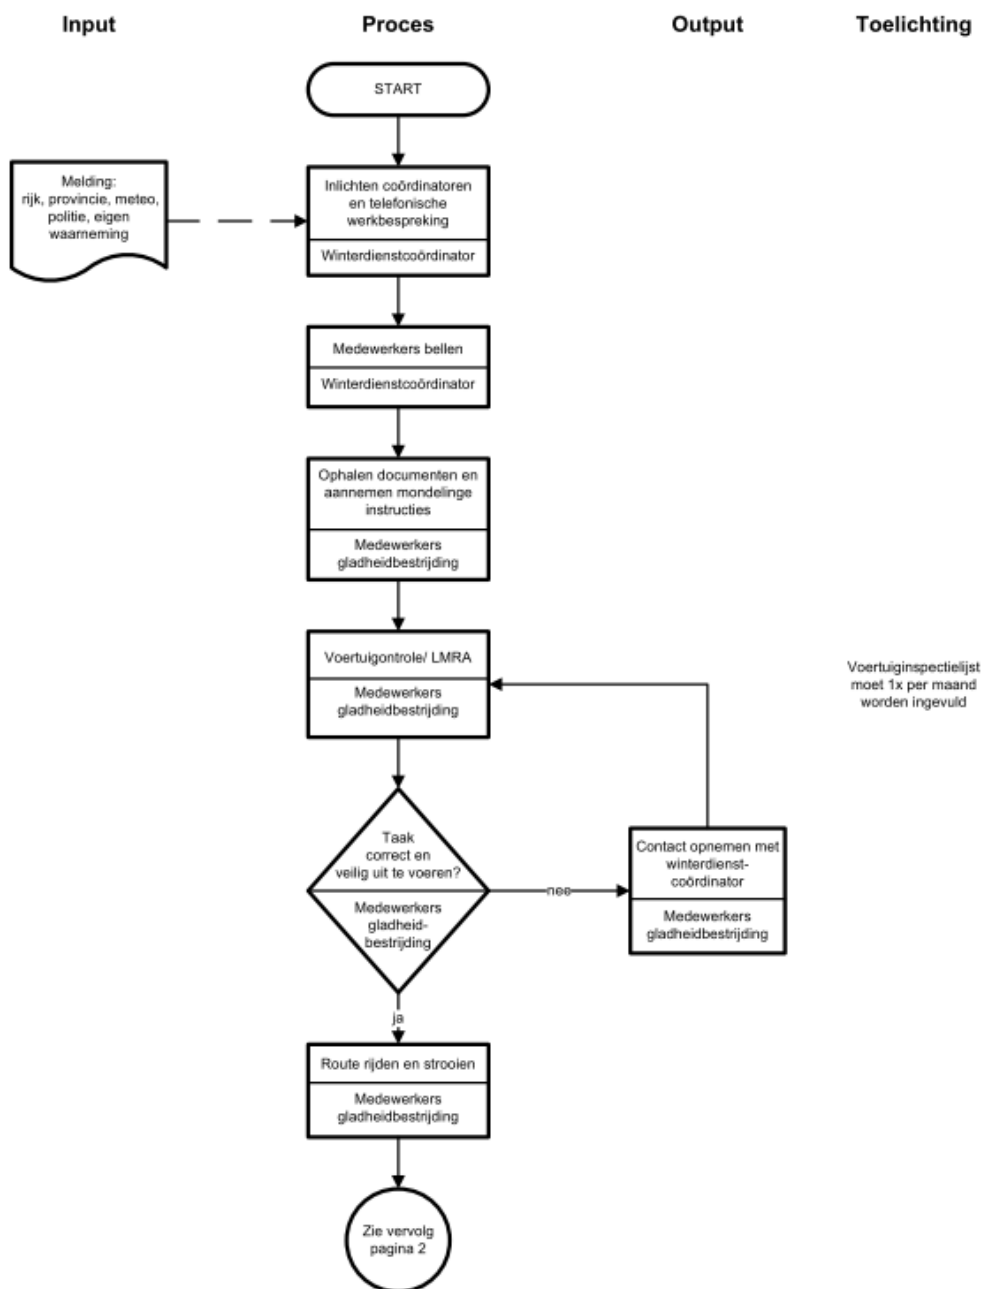 Input
Proces
Output
Toelichting
START
Melding:
rijk, provincie, meteo,
politie, eigen
waarneming
Inlichten coördinatoren
en telefonische
werkbespreking
Winterdienstcoördinator
Medewerkers bellen
Winterdienstcoördinator
Ophalen documenten en
aannemen mondelinge
instructies
Medewerkers
gladheidbestrijding
Voertuigontrole/ LMRA
Medewerkers
gladheidbestrijding
Voertuiginspectielijst
moet 1x per maand
worden ingevuld
Taak
correct en
veilig uit te voeren?
Medewerkers
gladheid-
bestrijding
nee
Contact opnemen met
winterdienst-
coördinator
Medewerkers
gladheidbestrijding
ja
Route rijden en strooien
Medewerkers
gladheidbestrijding
Zie vervolg
pagina 2